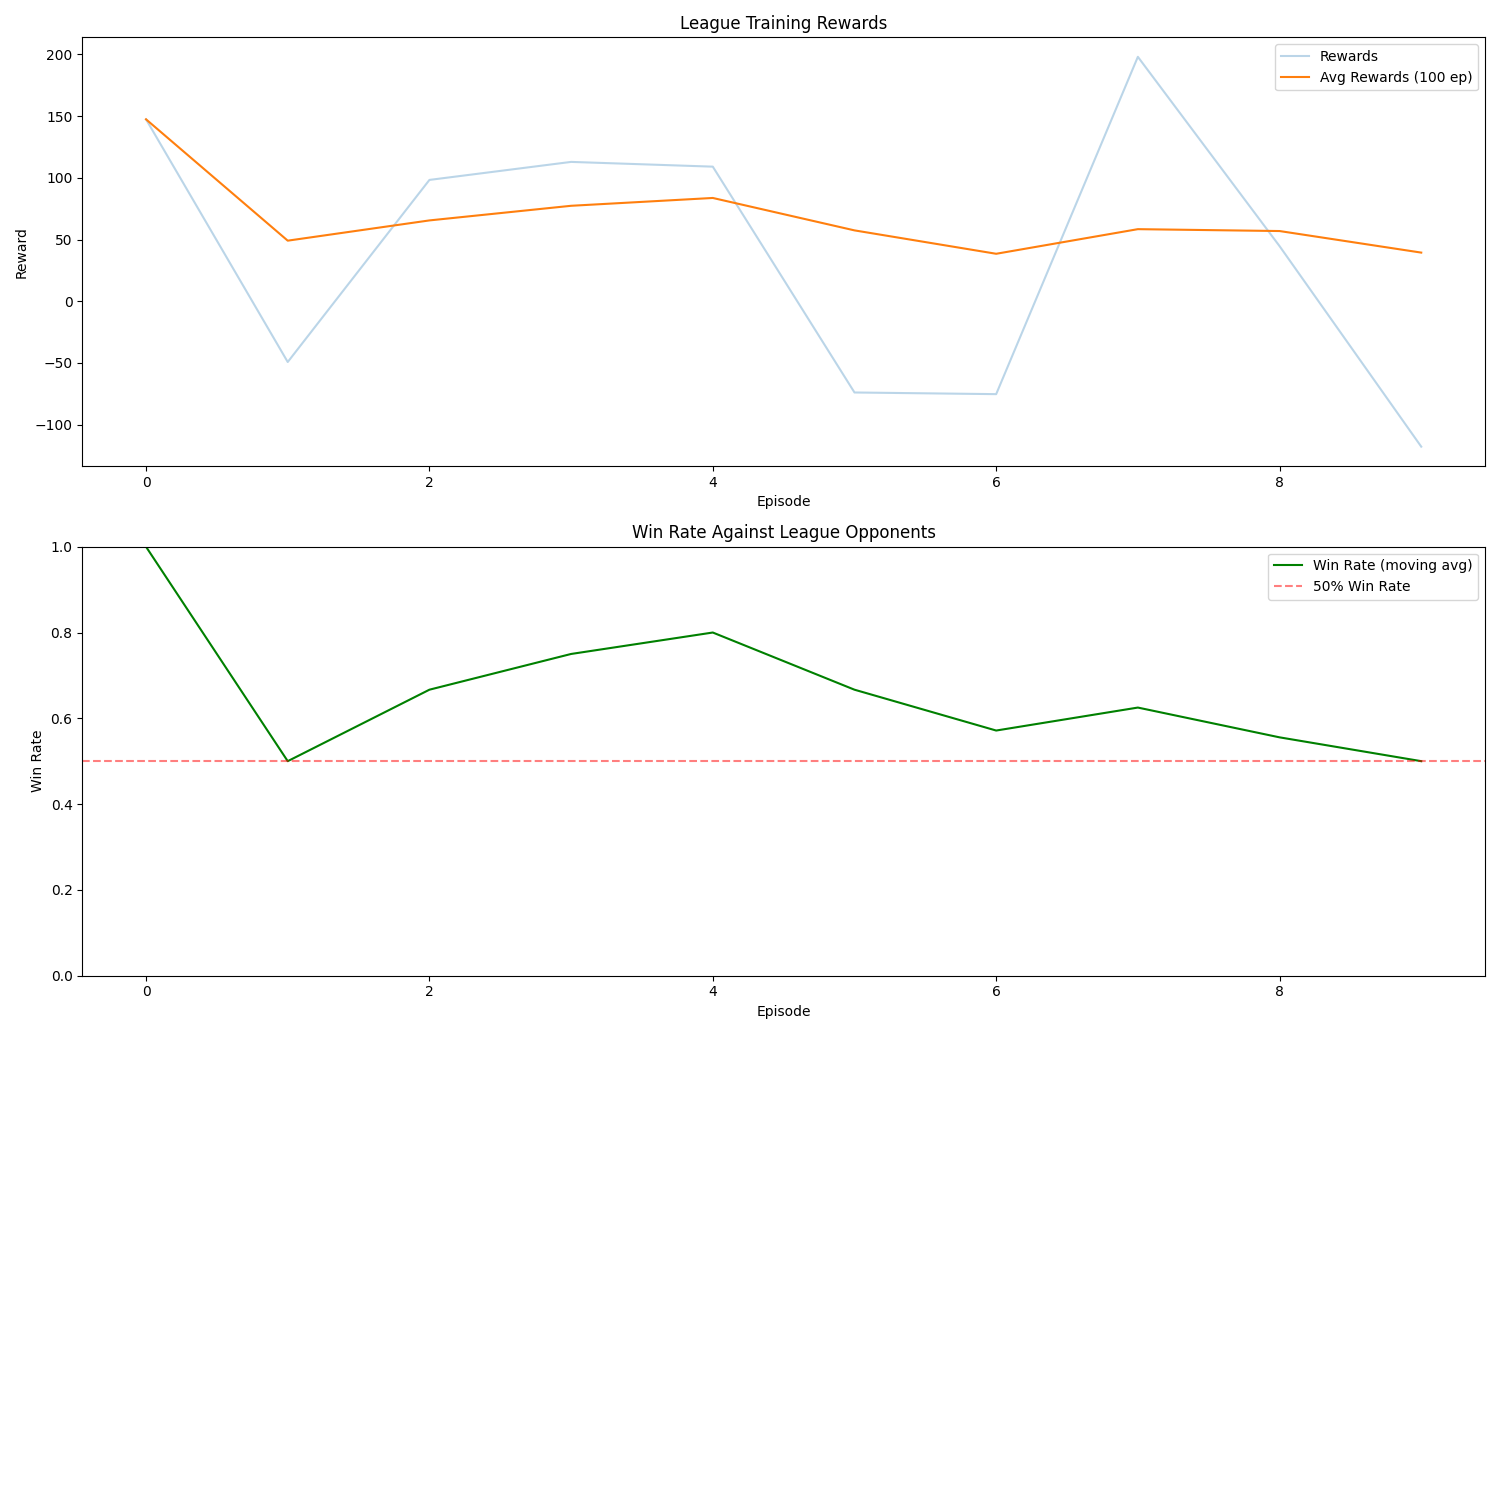 League Training Rewards
200
150
100
50
0
−50
−100
Reward
Rewards
Avg Rewards (100 ep)
0 2 4 6 8
Episode
Win Rate Against League Opponents
1.0
0.8
0.6
0.4
0.2
0.0
Win Rate
Win Rate (moving avg)
50% Win Rate
0 2 4 6 8
Episode